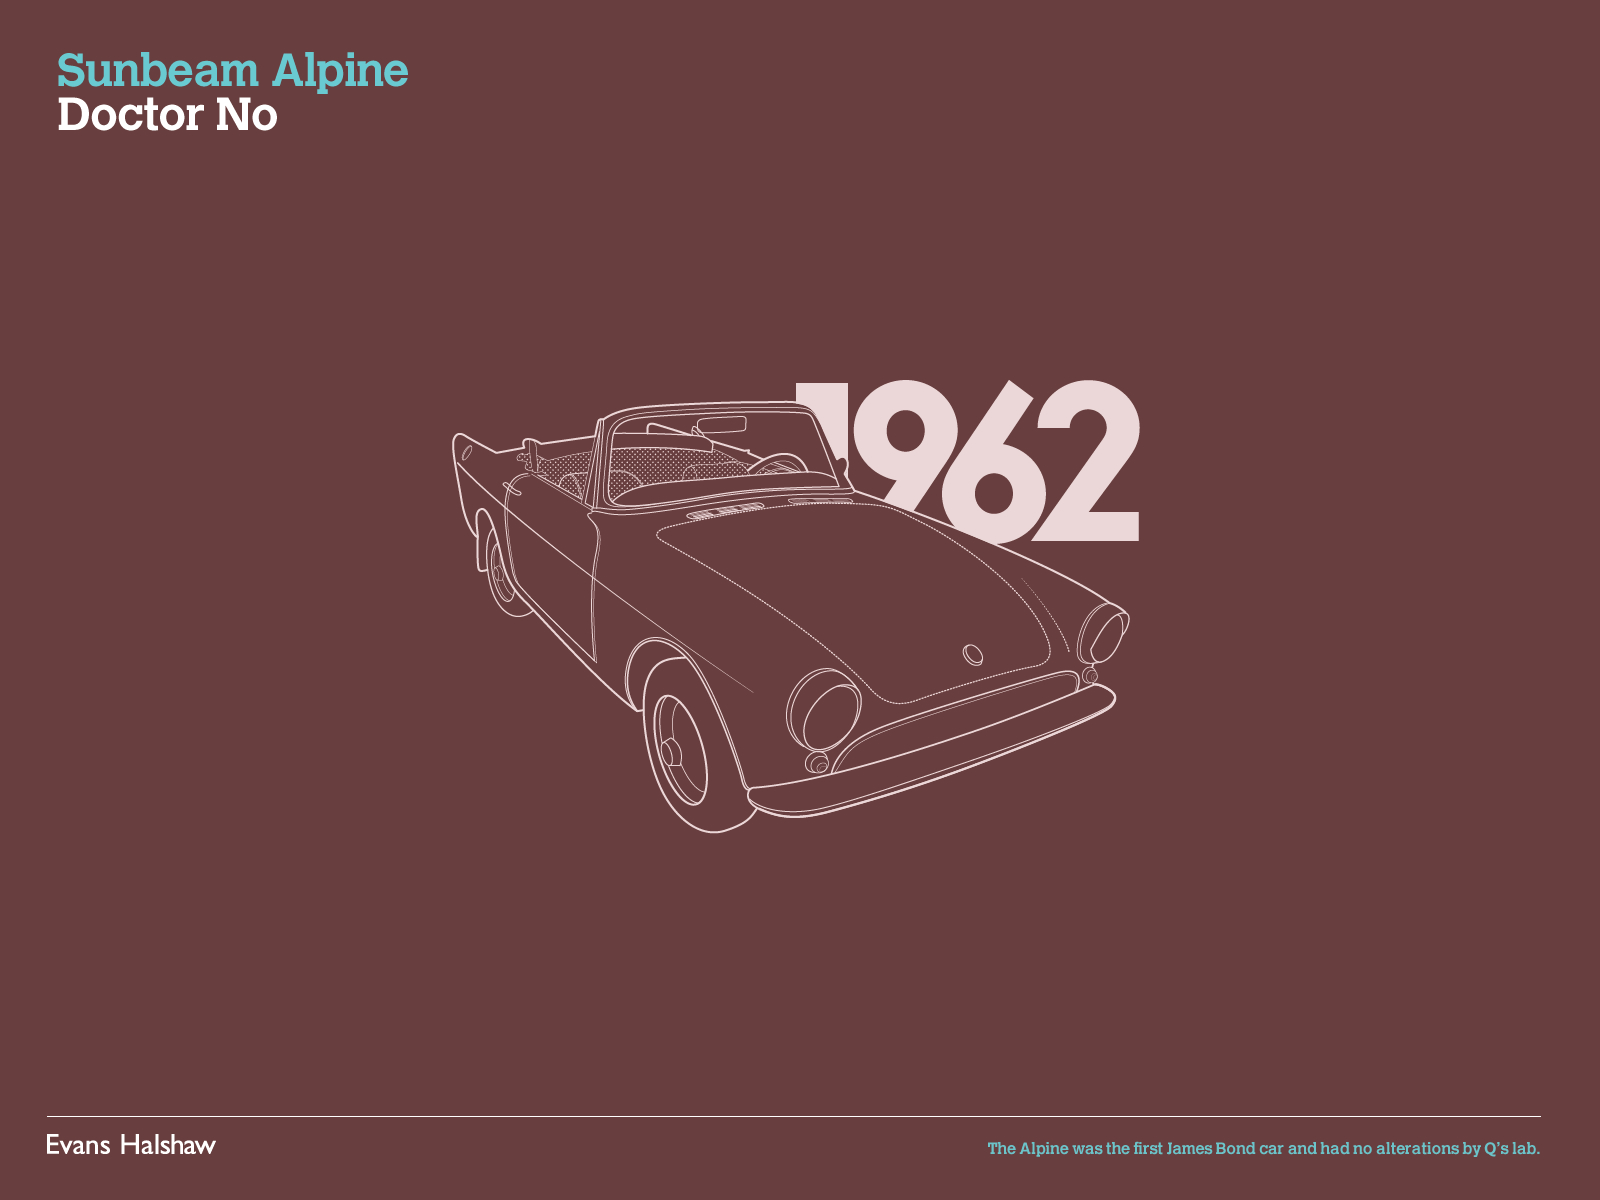 Sunbeam Alpine
Doctor No
1962
Evans Halshaw
The Alpine was the first James Bond car and had no alterations by Q's lab.